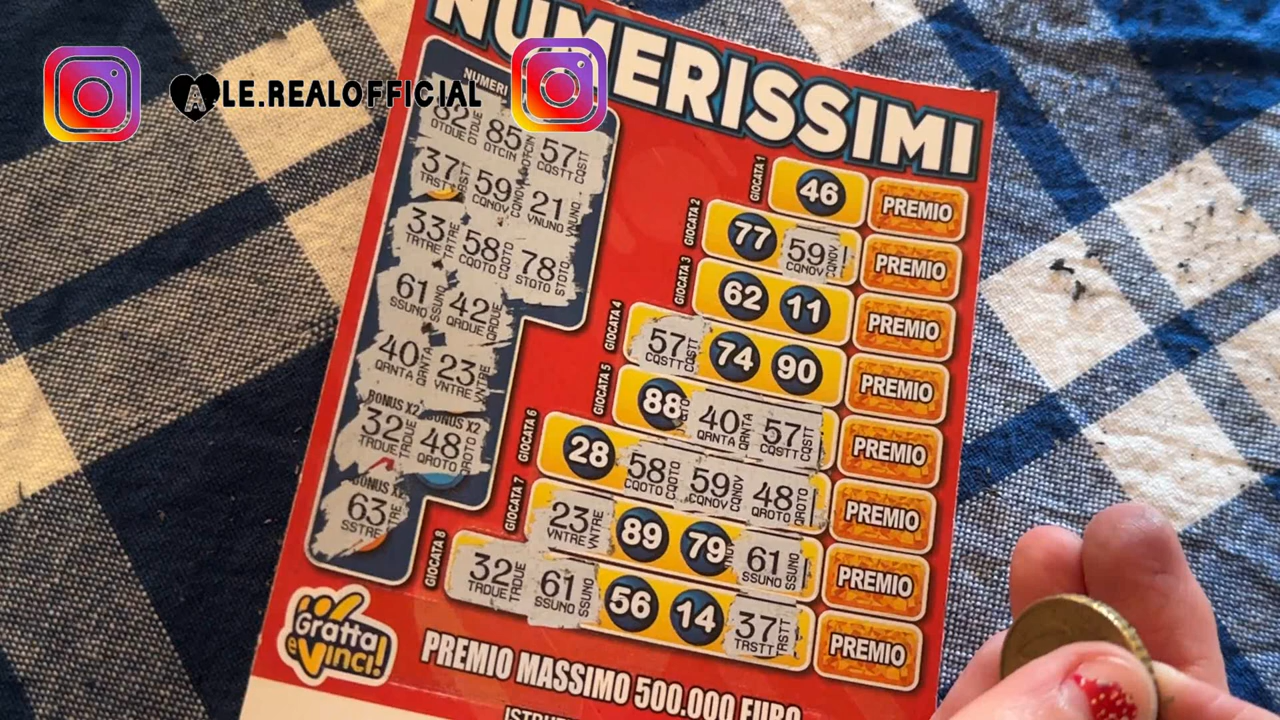 LE.REALOFFICIAL
NUMERISSIMI
NUMERI
82 85 57
OTDUE OTCIN CQSTT
37 59 21
TRSTT CQNOV VNUNO
33 58 78
TRTRE CQOTO STOTO
61 42
SSUNO QRDUE
40 23
QRNTA VNTRE
BONUS X2 BONUS X2
32 48
TRDUE QROTO
BONUS X2
63
SSTRE
GIOCATA 1 46 PREMIO
GIOCATA 2 77 59 PREMIO
CQNOV
GIOCATA 3 62 11 PREMIO
GIOCATA 4 57 74 90 PREMIO
CQSTT
GIOCATA 5 88 40 57 PREMIO
QRNTA CQSTT
GIOCATA 6 28 58 59 48 PREMIO
CQOTO CQNOV QROTO
GIOCATA 7 23 89 79 61 PREMIO
VNTRE SSUNO
GIOCATA 8 32 61 56 14 37 PREMIO
TRDUE SSUNO TRSTT
Gratta
e Vinci!
PREMIO MASSIMO 500.000 EURO